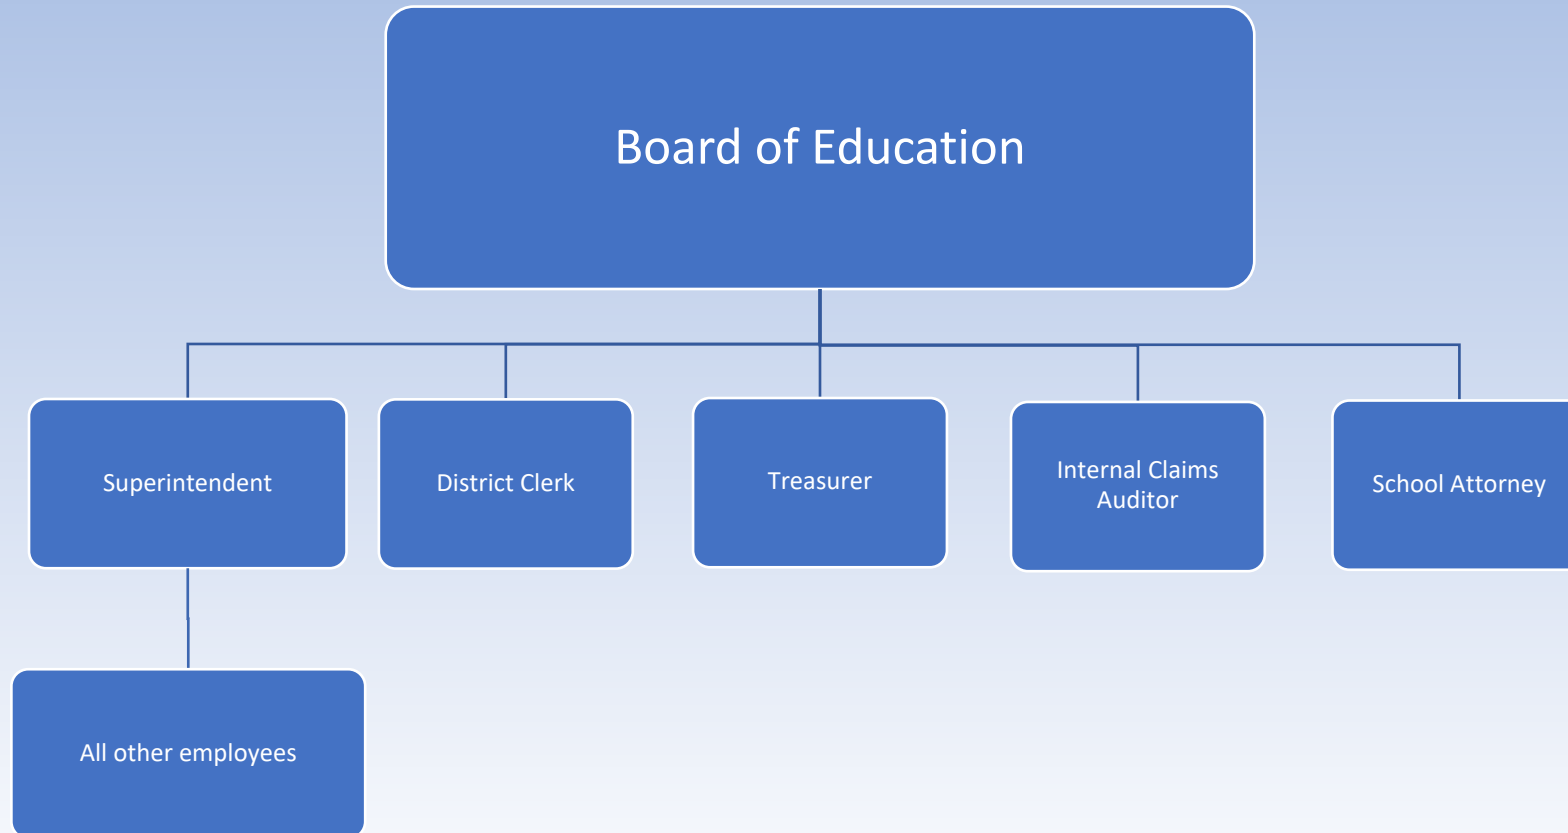 Board of Education
Superintendent
District Clerk
Treasurer
Internal Claims
Auditor
School Attorney
All other employees